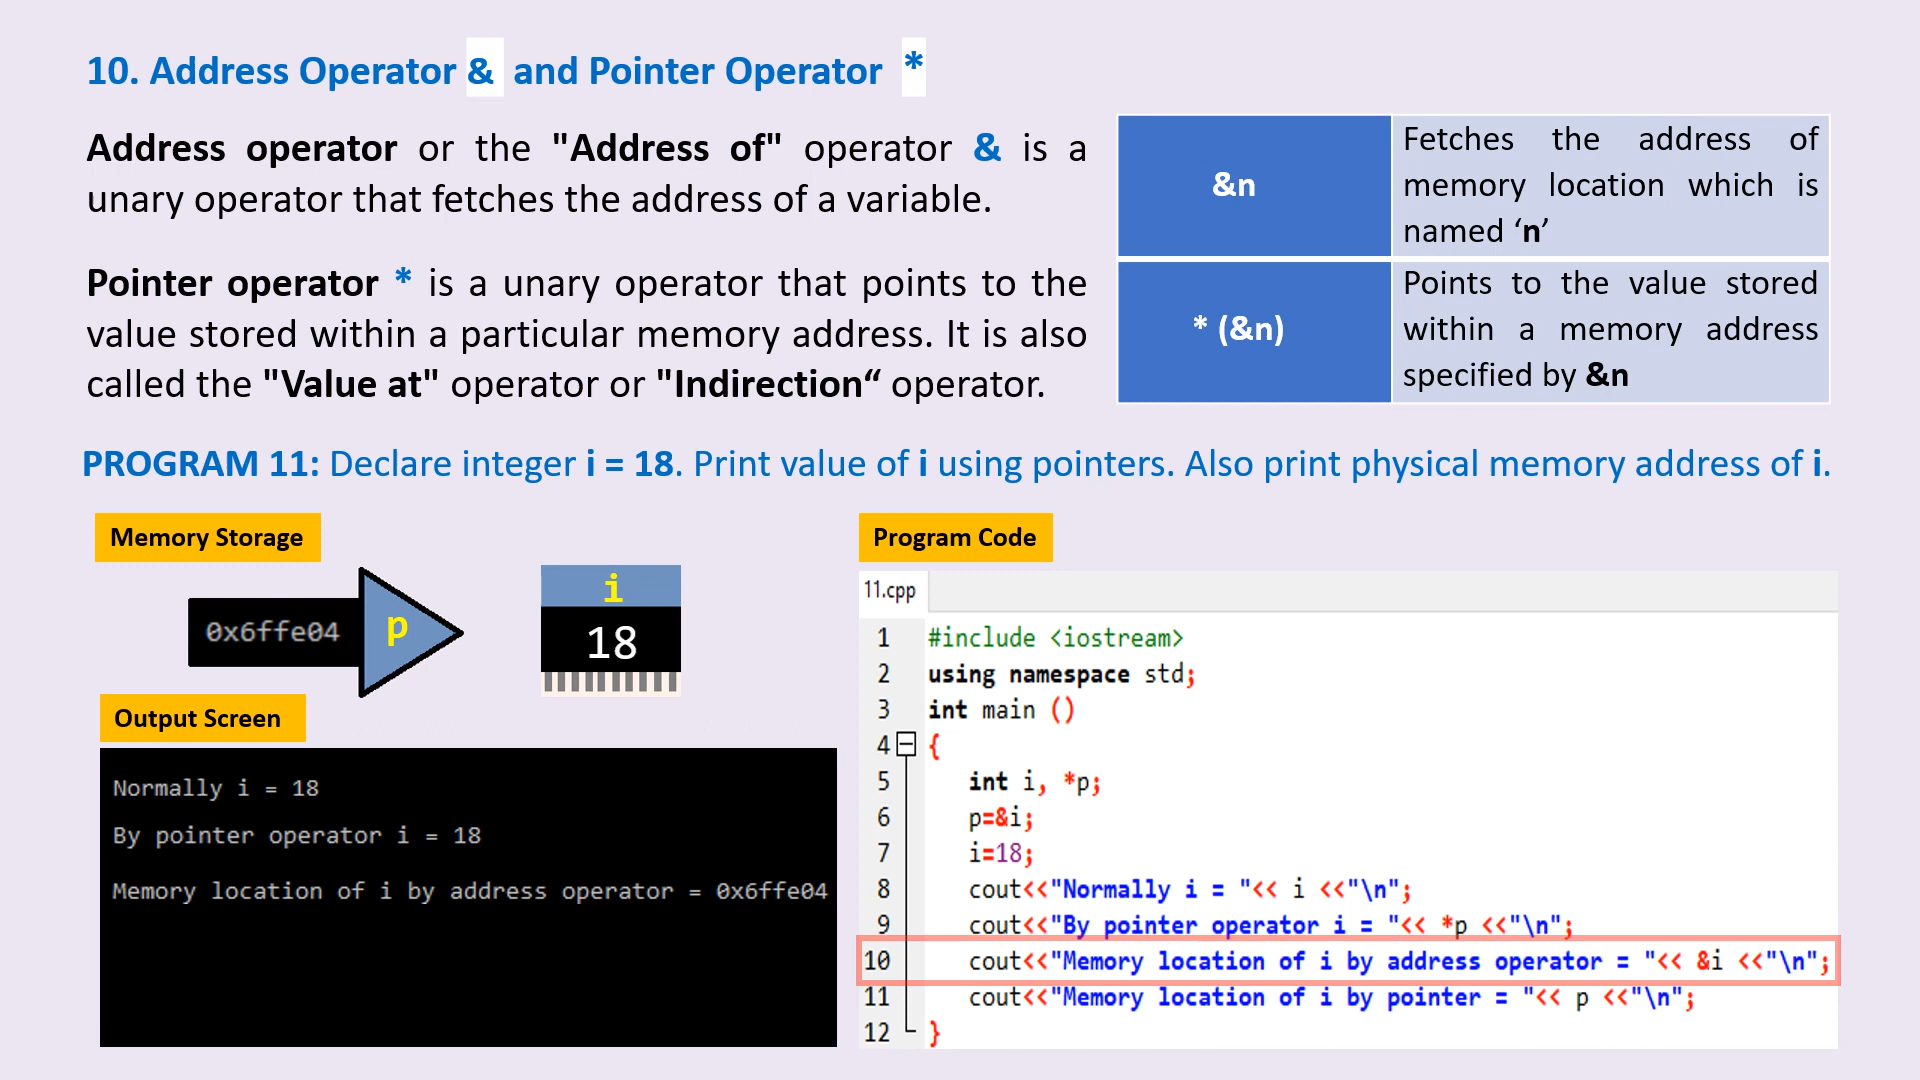 10. Address Operator & and Pointer Operator *
Address operator or the "Address of" operator & is a
unary operator that fetches the address of a variable.
Pointer operator * is a unary operator that points to the
value stored within a particular memory address. It is also
called the "Value at" operator or "Indirection“ operator.
&n
Fetches the address of
memory location which is
named ‘n’
* (&n)
Points to the value stored
within a memory address
specified by &n
PROGRAM 11: Declare integer i = 18. Print value of i using pointers. Also print physical memory address of i.
Memory Storage
0x6ffe04
p
i
18
Output Screen
Normally i = 18
By pointer operator i = 18
Memory location of i by address operator = 0x6ffe04
Program Code
11.cpp
1 #include <iostream>
2 using namespace std;
3 int main ()
4 {
5 int i, *p;
6 p=&i;
7 i=18;
8 cout<<"Normally i = "<< i <<"\n";
9 cout<<"By pointer operator i = "<< *p <<"\n";
10 cout<<"Memory location of i by address operator = "<< &i <<"\n";
11 cout<<"Memory location of i by pointer = "<< p <<"\n";
12 }